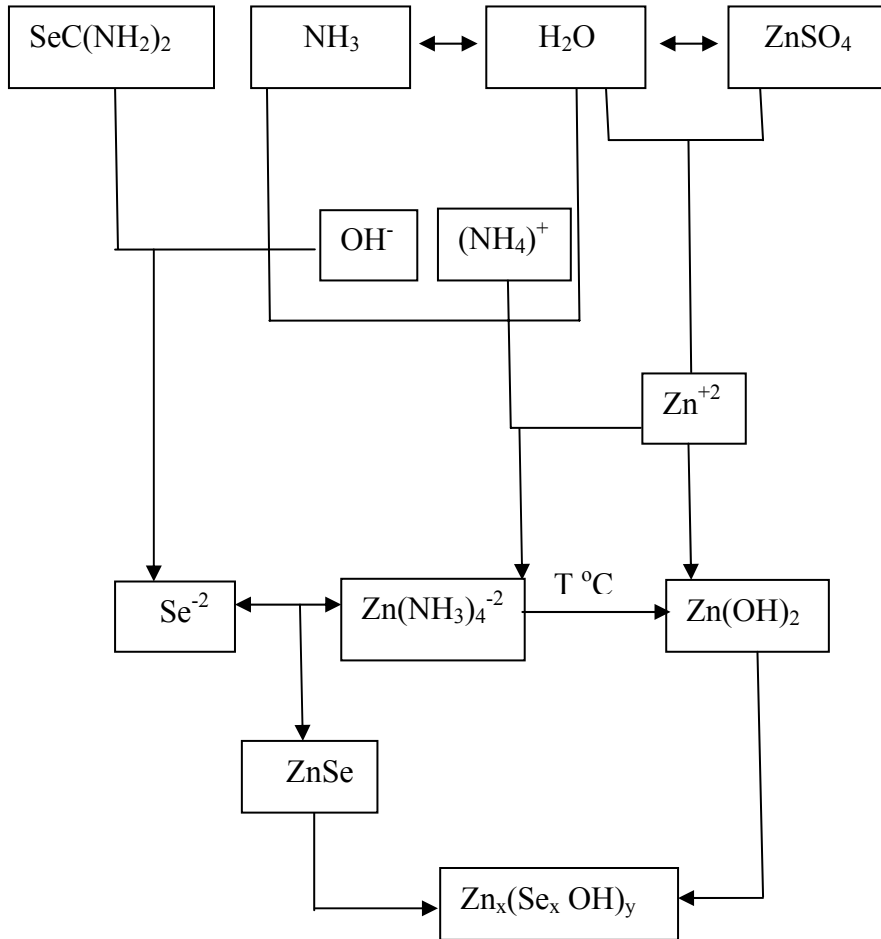 SeC(NH₂)₂
NH₃
H₂O
ZnSO₄
OH⁻
(NH₄)⁺
Zn⁺²
T °C
Se⁻²
Zn(NH₃)₄⁻²
Zn(OH)₂
ZnSe
Znₓ(Seₓ OH)ᵧ